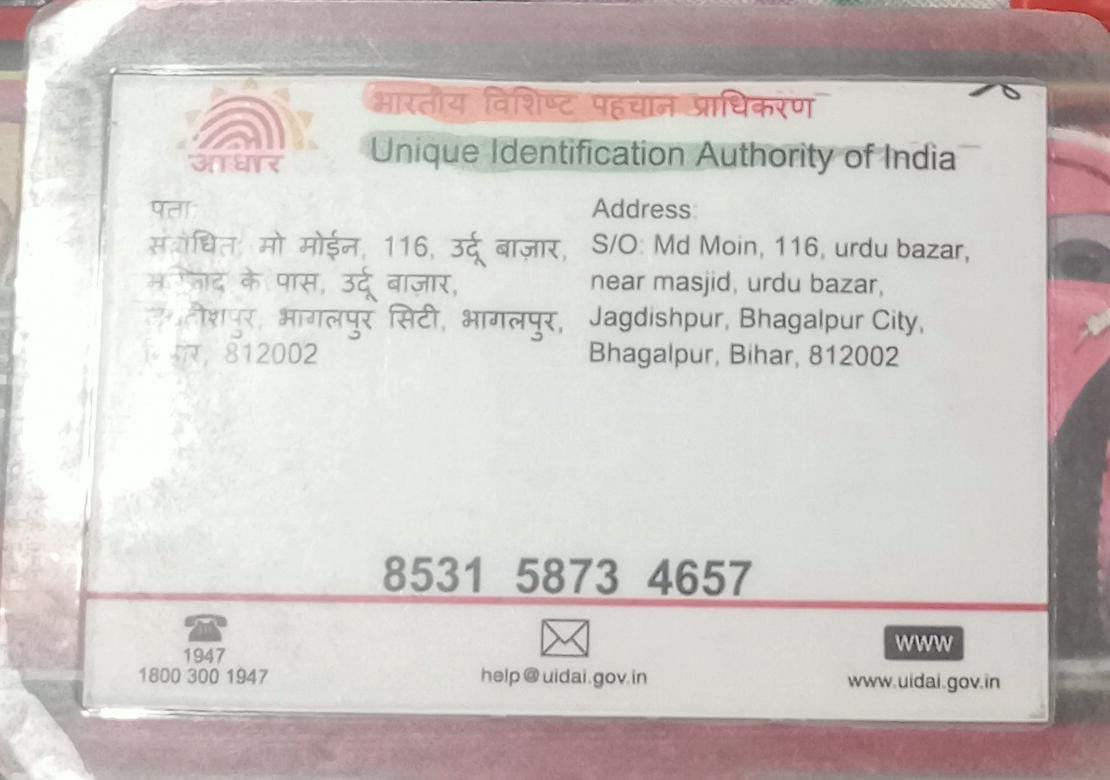 भारतीय विशिष्ट पहचान प्राधिकरण
Unique Identification Authority of India
आधार
पता:
मो मोईन, 116, उर्दू बाज़ार,
के पास, उर्दू बाज़ार,
भागलपुर सिटी, भागलपुर,
812002
Address:
S/O: Md Moin, 116, urdu bazar,
near masjid, urdu bazar,
Jagdishpur, Bhagalpur City,
Bhagalpur, Bihar, 812002
8531 5873 4657
1947
1800 300 1947
help@uidai.gov.in
www
www.uidai.gov.in